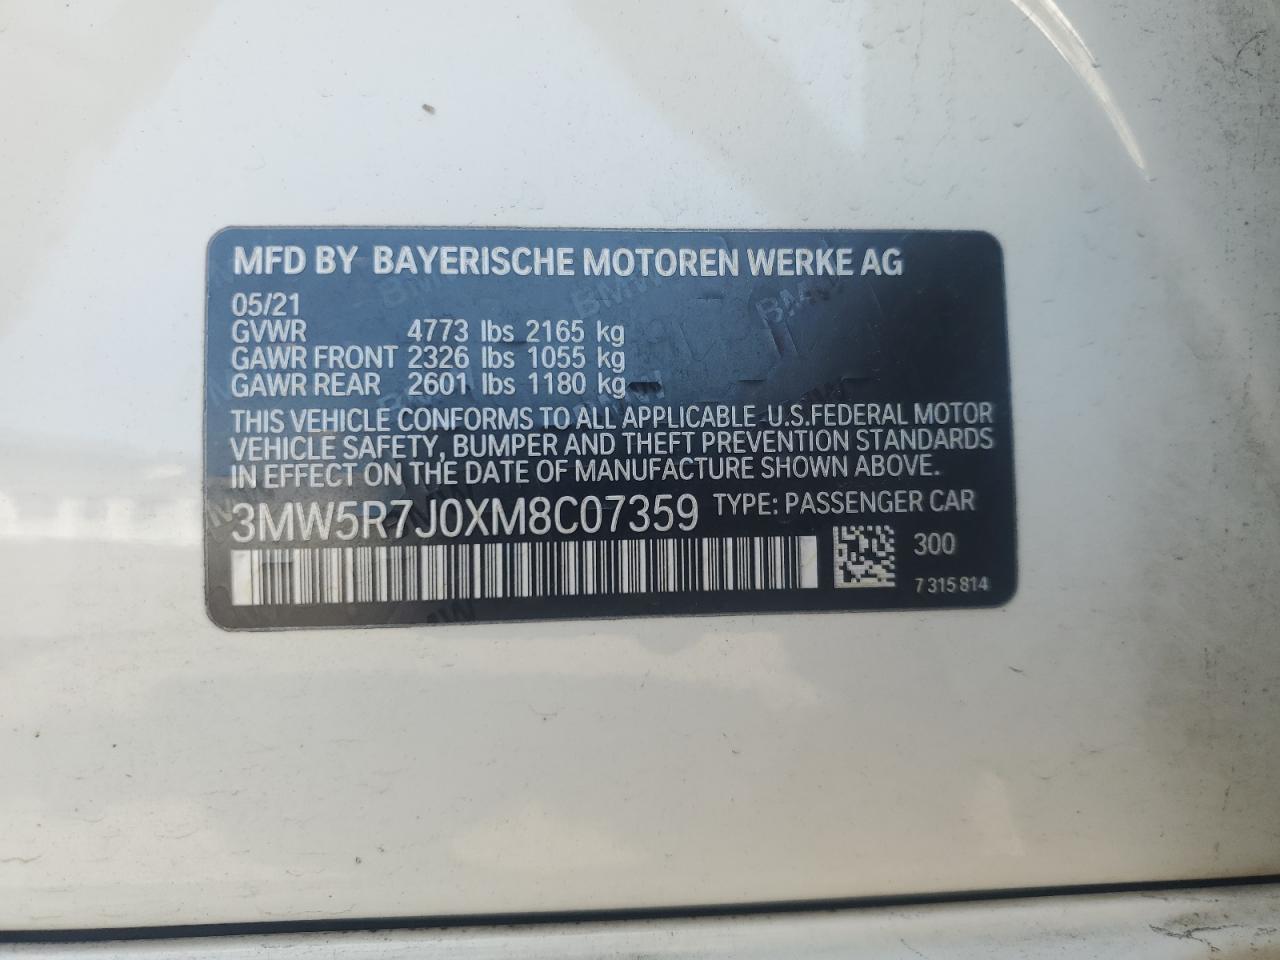 MFD BY BAYERISCHE MOTOREN WERKE AG
05/21
GVWR 4773 lbs 2165 kg
GAWR FRONT 2326 lbs 1055 kg
GAWR REAR 2601 lbs 1180 kg
THIS VEHICLE CONFORMS TO ALL APPLICABLE U.S.FEDERAL MOTOR
VEHICLE SAFETY, BUMPER AND THEFT PREVENTION STANDARDS
IN EFFECT ON THE DATE OF MANUFACTURE SHOWN ABOVE.
3MW5R7J0XM8C07359 TYPE: PASSENGER CAR
300
7 315 814